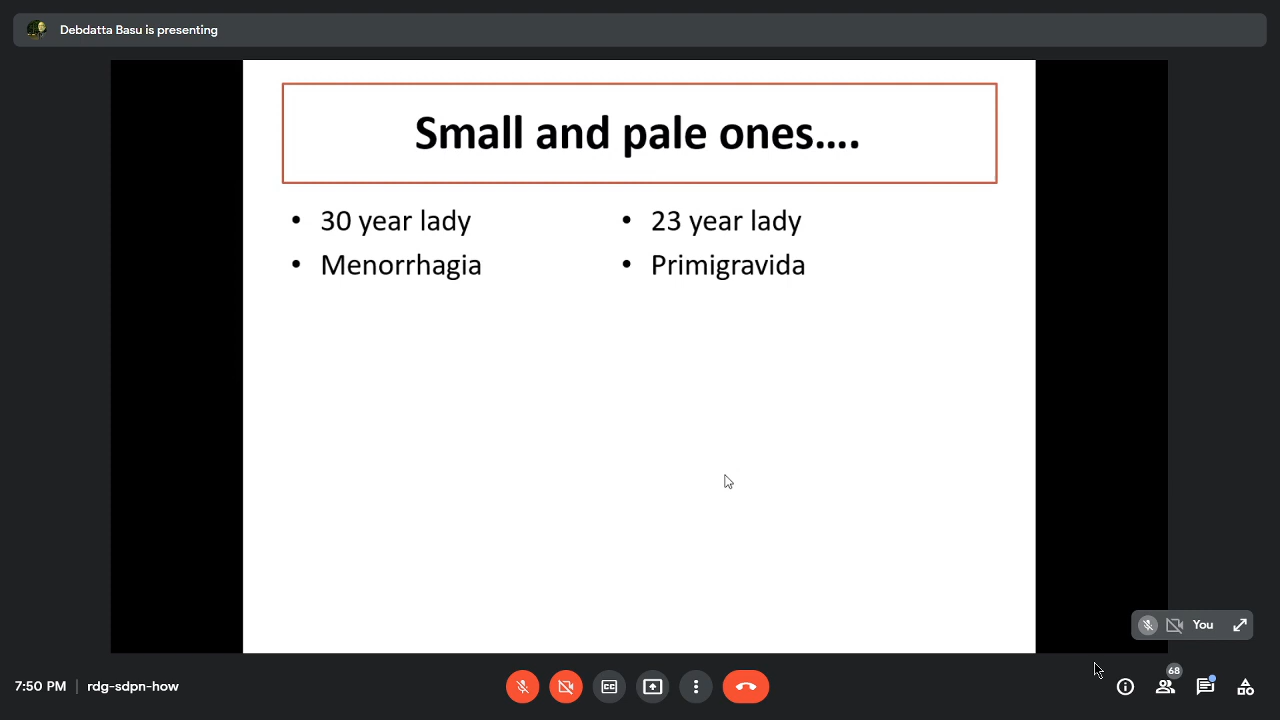 Debdatta Basu is presenting
Small and pale ones....
• 30 year lady
• Menorrhagia
• 23 year lady
• Primigravida
You
68
7:50 PM | rdg-sdpn-how
CC